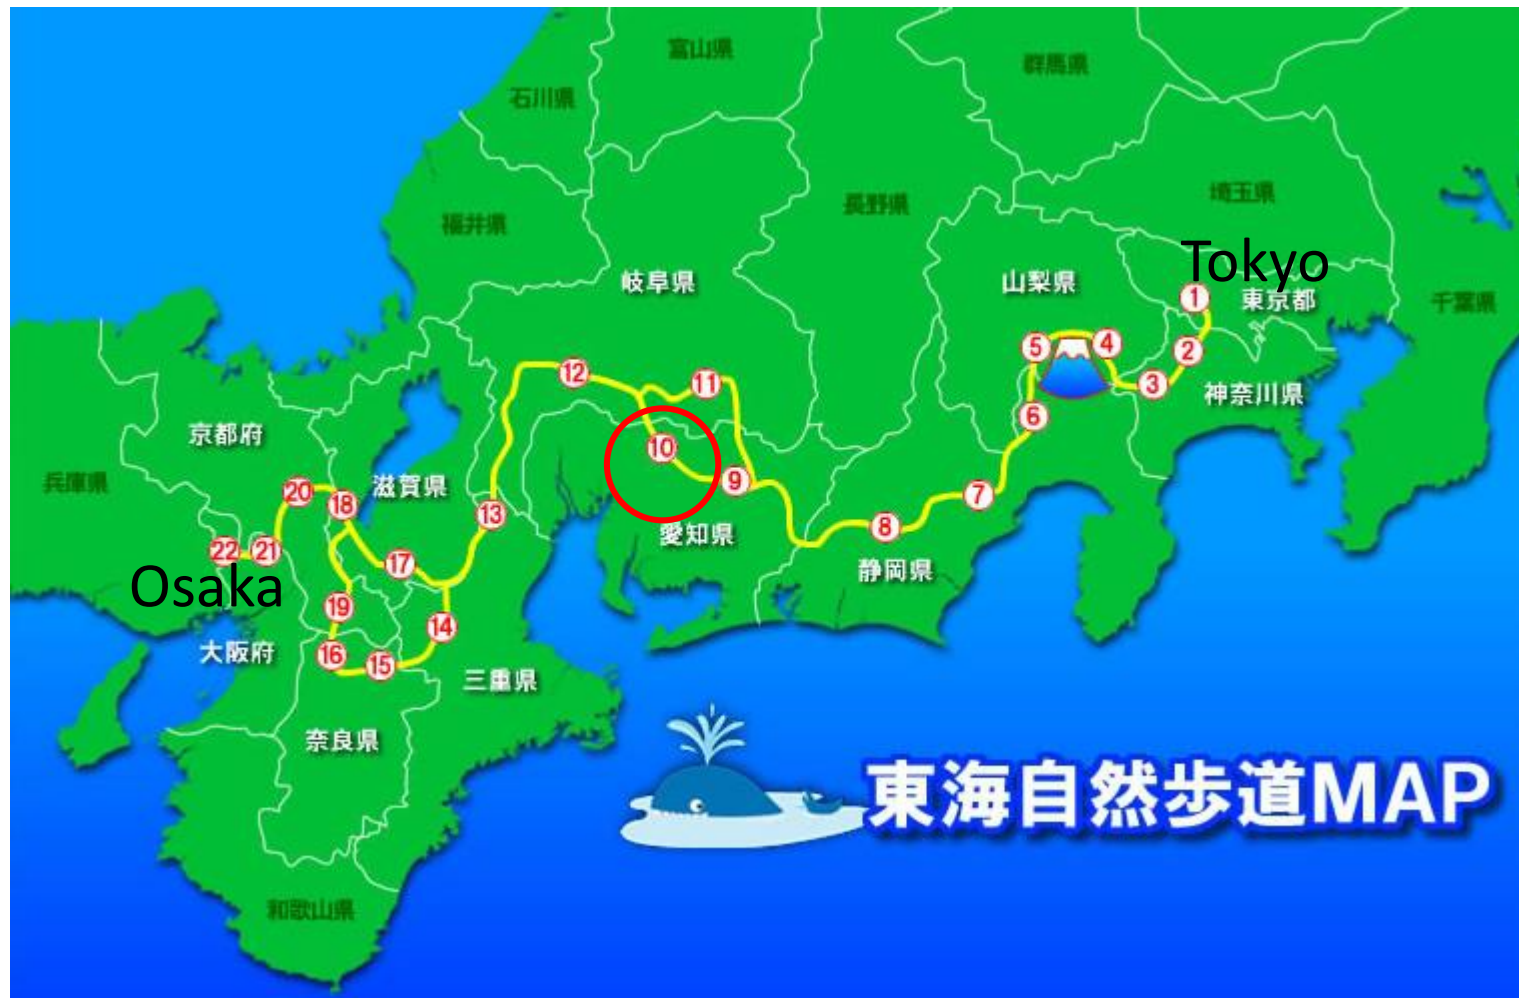 富山県
群馬県
石川県
埼玉県
長野県
福井県
Tokyo
岐阜県
山梨県
1
東京都
千葉県
5
4
2
12
11
3
神奈川県
6
京都府
10
兵庫県
滋賀県
20
18
9
7
13
8
愛知県
22
21
17
静岡県
Osaka
19
14
大阪府
16
15
三重県
奈良県
東海自然歩道MAP
和歌山県